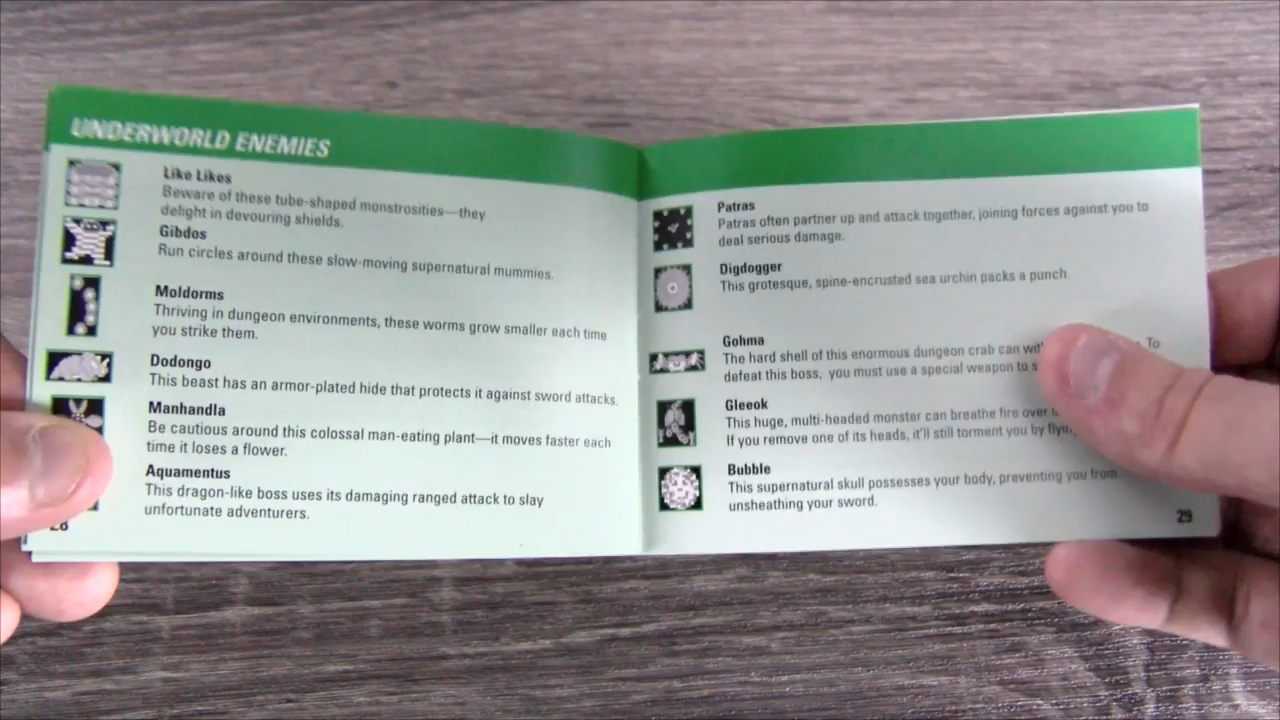 UNDERWORLD ENEMIES
Like Likes
Beware of these tube-shaped monstrosities—they
delight in devouring shields.
Gibdos
Run circles around these slow-moving supernatural mummies.
Moldorms
Thriving in dungeon environments, these worms grow smaller each time
you strike them.
Dodongo
This beast has an armor-plated hide that protects it against sword attacks.
Manhandla
Be cautious around this colossal man-eating plant—it moves faster each
time it loses a flower.
Aquamentus
This dragon-like boss uses its damaging ranged attack to slay
unfortunate adventurers.
28
Patras
Patras often partner up and attack together, joining forces against you to
deal serious damage.
Digdogger
This grotesque, spine-encrusted sea urchin packs a punch.
Gohma
The hard shell of this enormous dungeon crab can To
defeat this boss, you must use a special weapon to
Gleeok
This huge, multi-headed monster can breathe fire over
If you remove one of its heads, it'll still torment you by
Bubble
This supernatural skull possesses your body, preventing you from
unsheathing your sword.
29